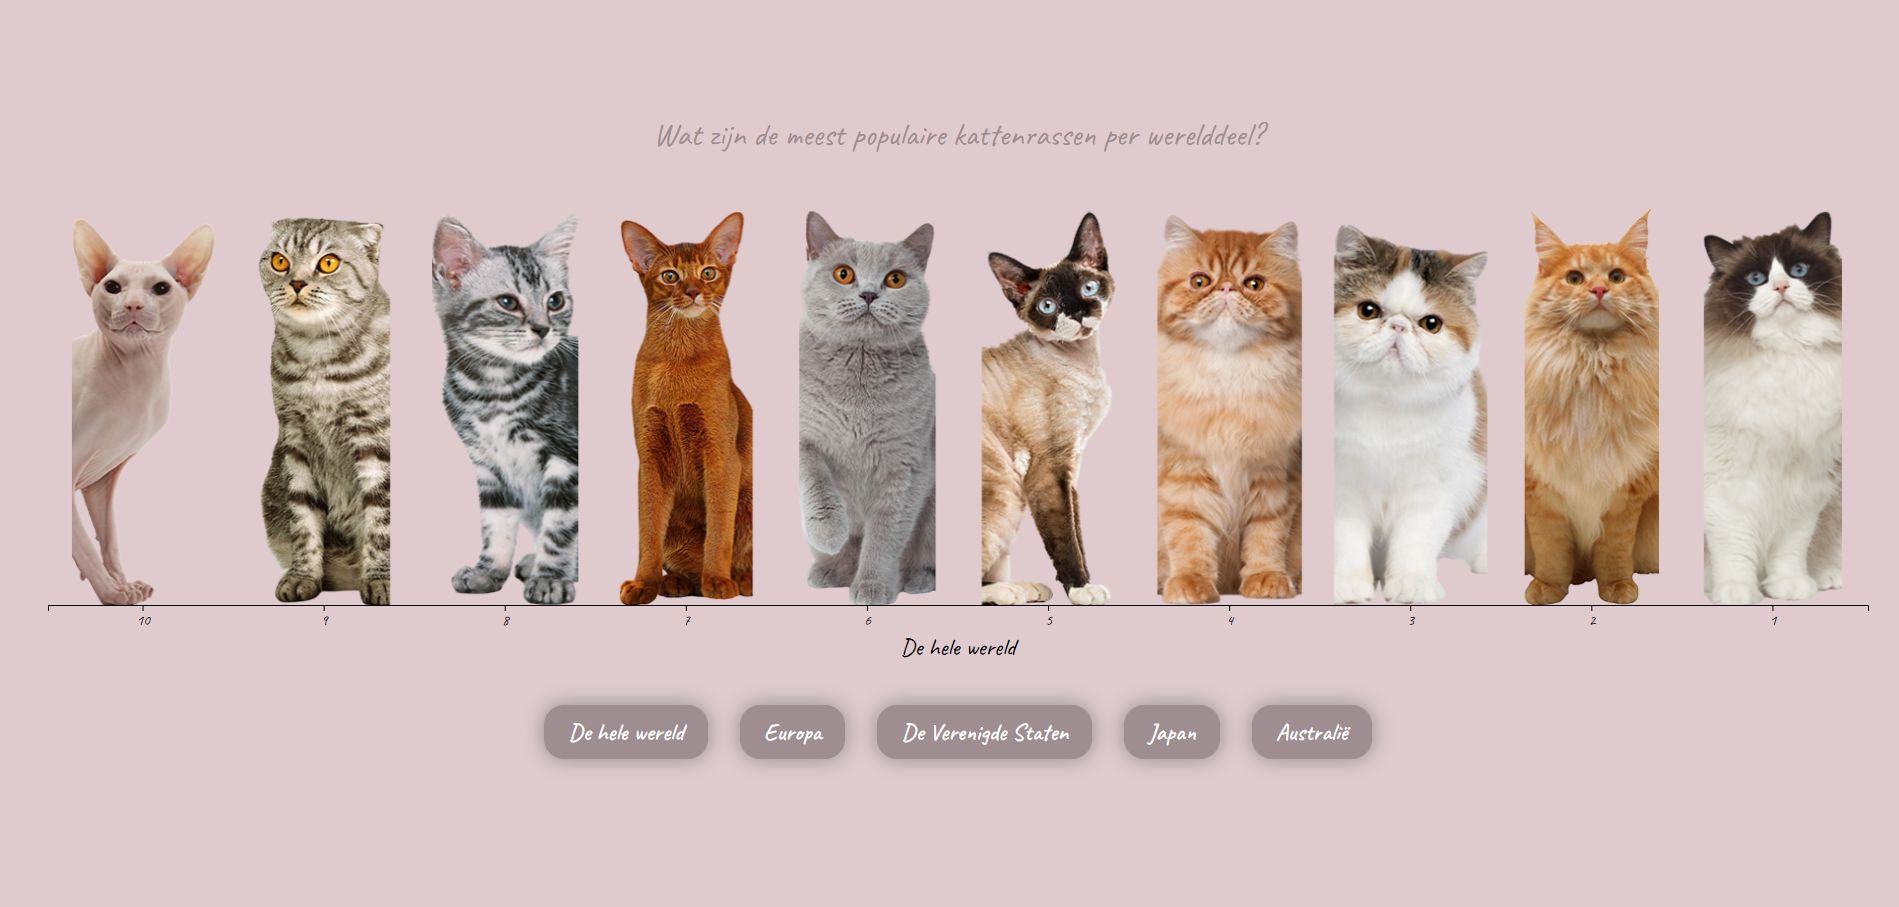 Wat zijn de meest populaire kattenrassen per werelddeel?
10 9 8 7 6 5 4 3 2 1
De hele wereld
De hele wereld Europa De Verenigde Staten Japan Australië